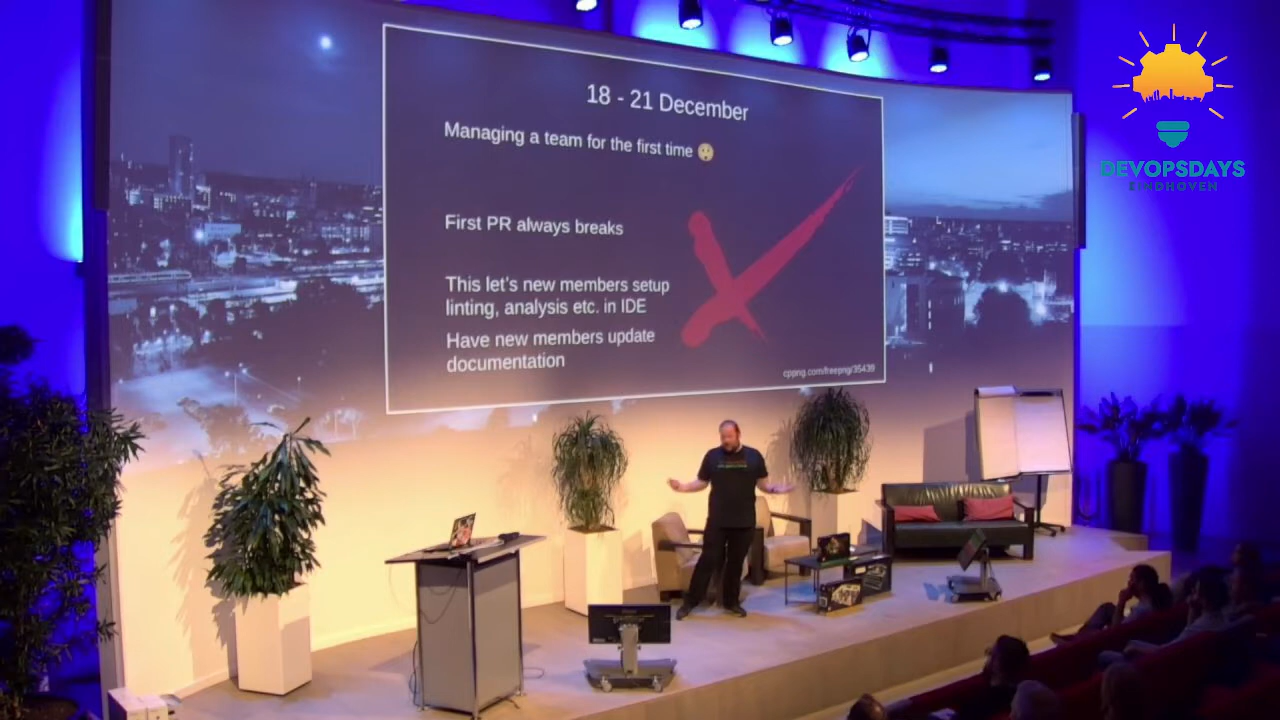 18 - 21 December
Managing a team for the first time 😲
First PR always breaks
This let's new members setup
linting, analysis etc. in IDE
Have new members update
documentation
cppng.com/freepng/35439
DEVOPSDAYS
EINDHOVEN